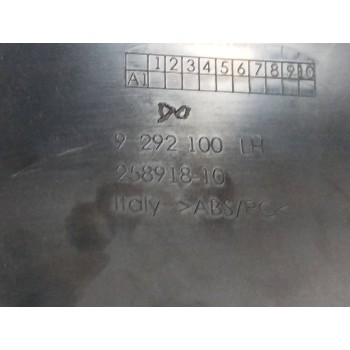 1 2 3 4 5 6 7 8 9 10
A1
DO
9 292 100 LH
258918-10
Italy >ABS/PC<